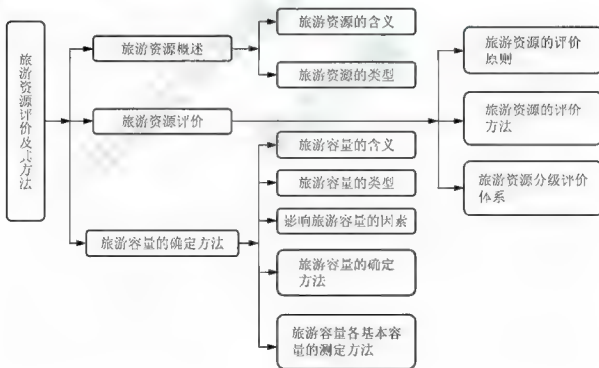 旅游资源评价及其方法
旅游资源概述
旅游资源的含义
旅游资源的类型
旅游资源评价
旅游资源的评价
原则
旅游资源的评价
方法
旅游资源分级评价
体系
旅游容量的确定方法
旅游容量的含义
旅游容量的类型
影响旅游容量的因素
旅游容量的确定
方法
旅游容量各基本容
量的测定方法